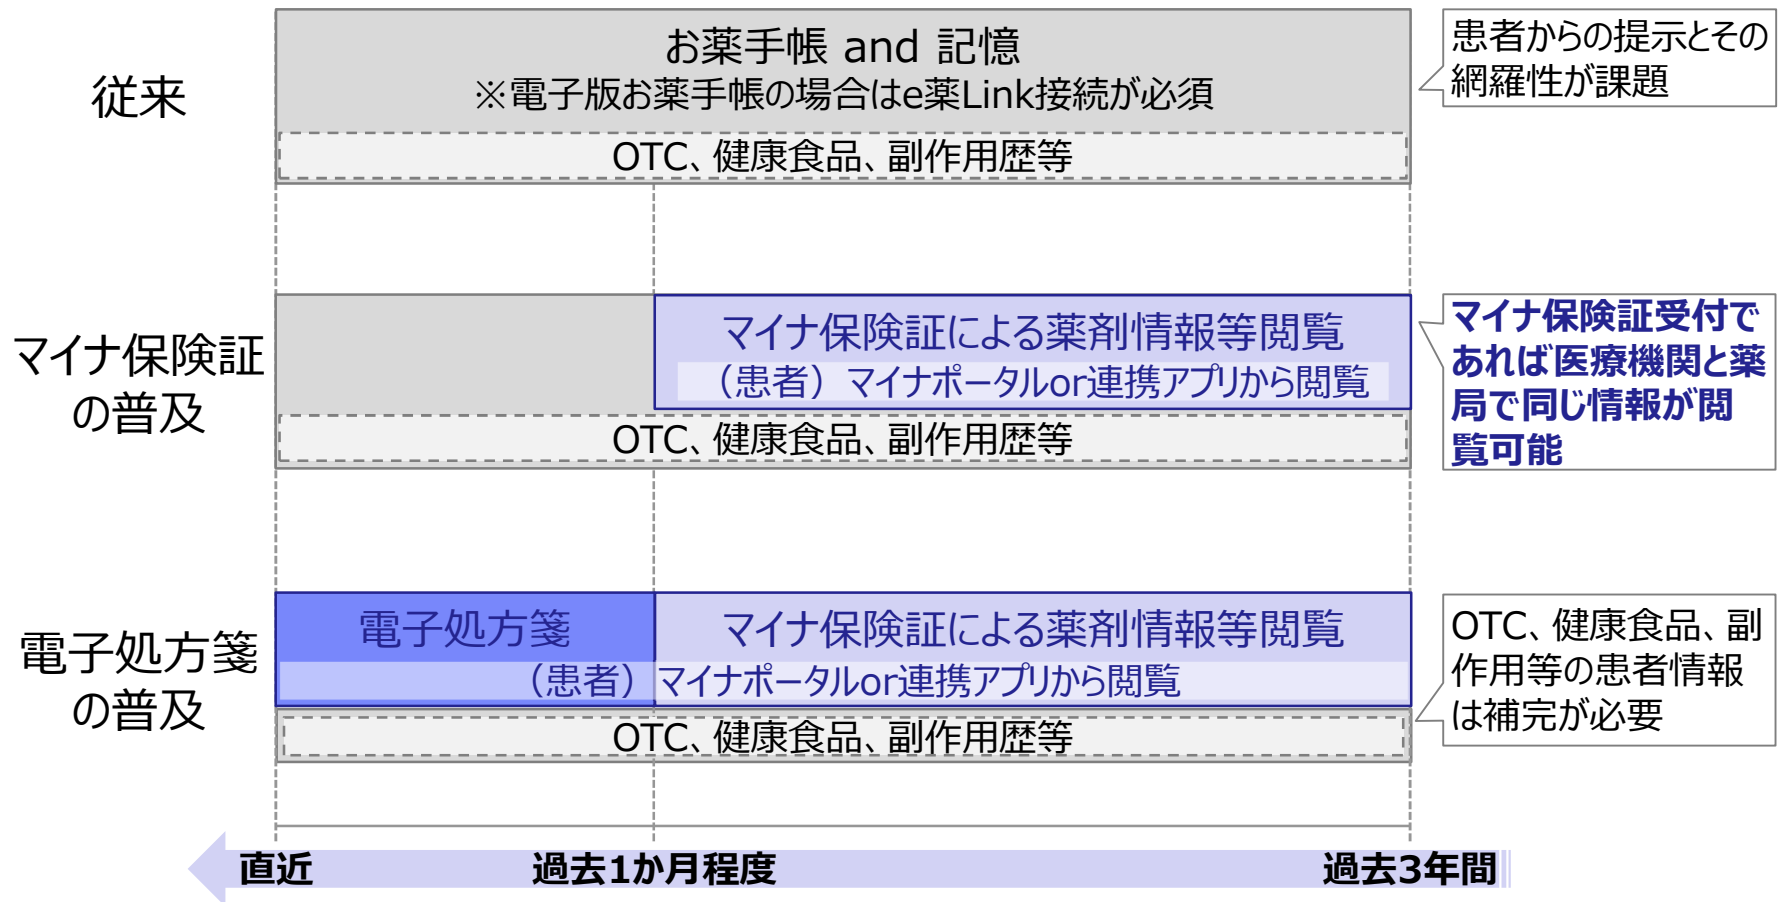 従来
お薬手帳 and 記憶
※電子版お薬手帳の場合はe薬Link接続が必須
OTC、健康食品、副作用歴等
患者からの提示とその
網羅性が課題
マイナ保険証
の普及
マイナ保険証による薬剤情報等閲覧
（患者）マイナポータルor連携アプリから閲覧
OTC、健康食品、副作用歴等
マイナ保険証受付で
あれば医療機関と薬
局で同じ情報が閲
覧可能
電子処方箋
の普及
電子処方箋
マイナ保険証による薬剤情報等閲覧
（患者）マイナポータルor連携アプリから閲覧
OTC、健康食品、副作用歴等
OTC、健康食品、副
作用等の患者情報
は補完が必要
直近
過去1か月程度
過去3年間